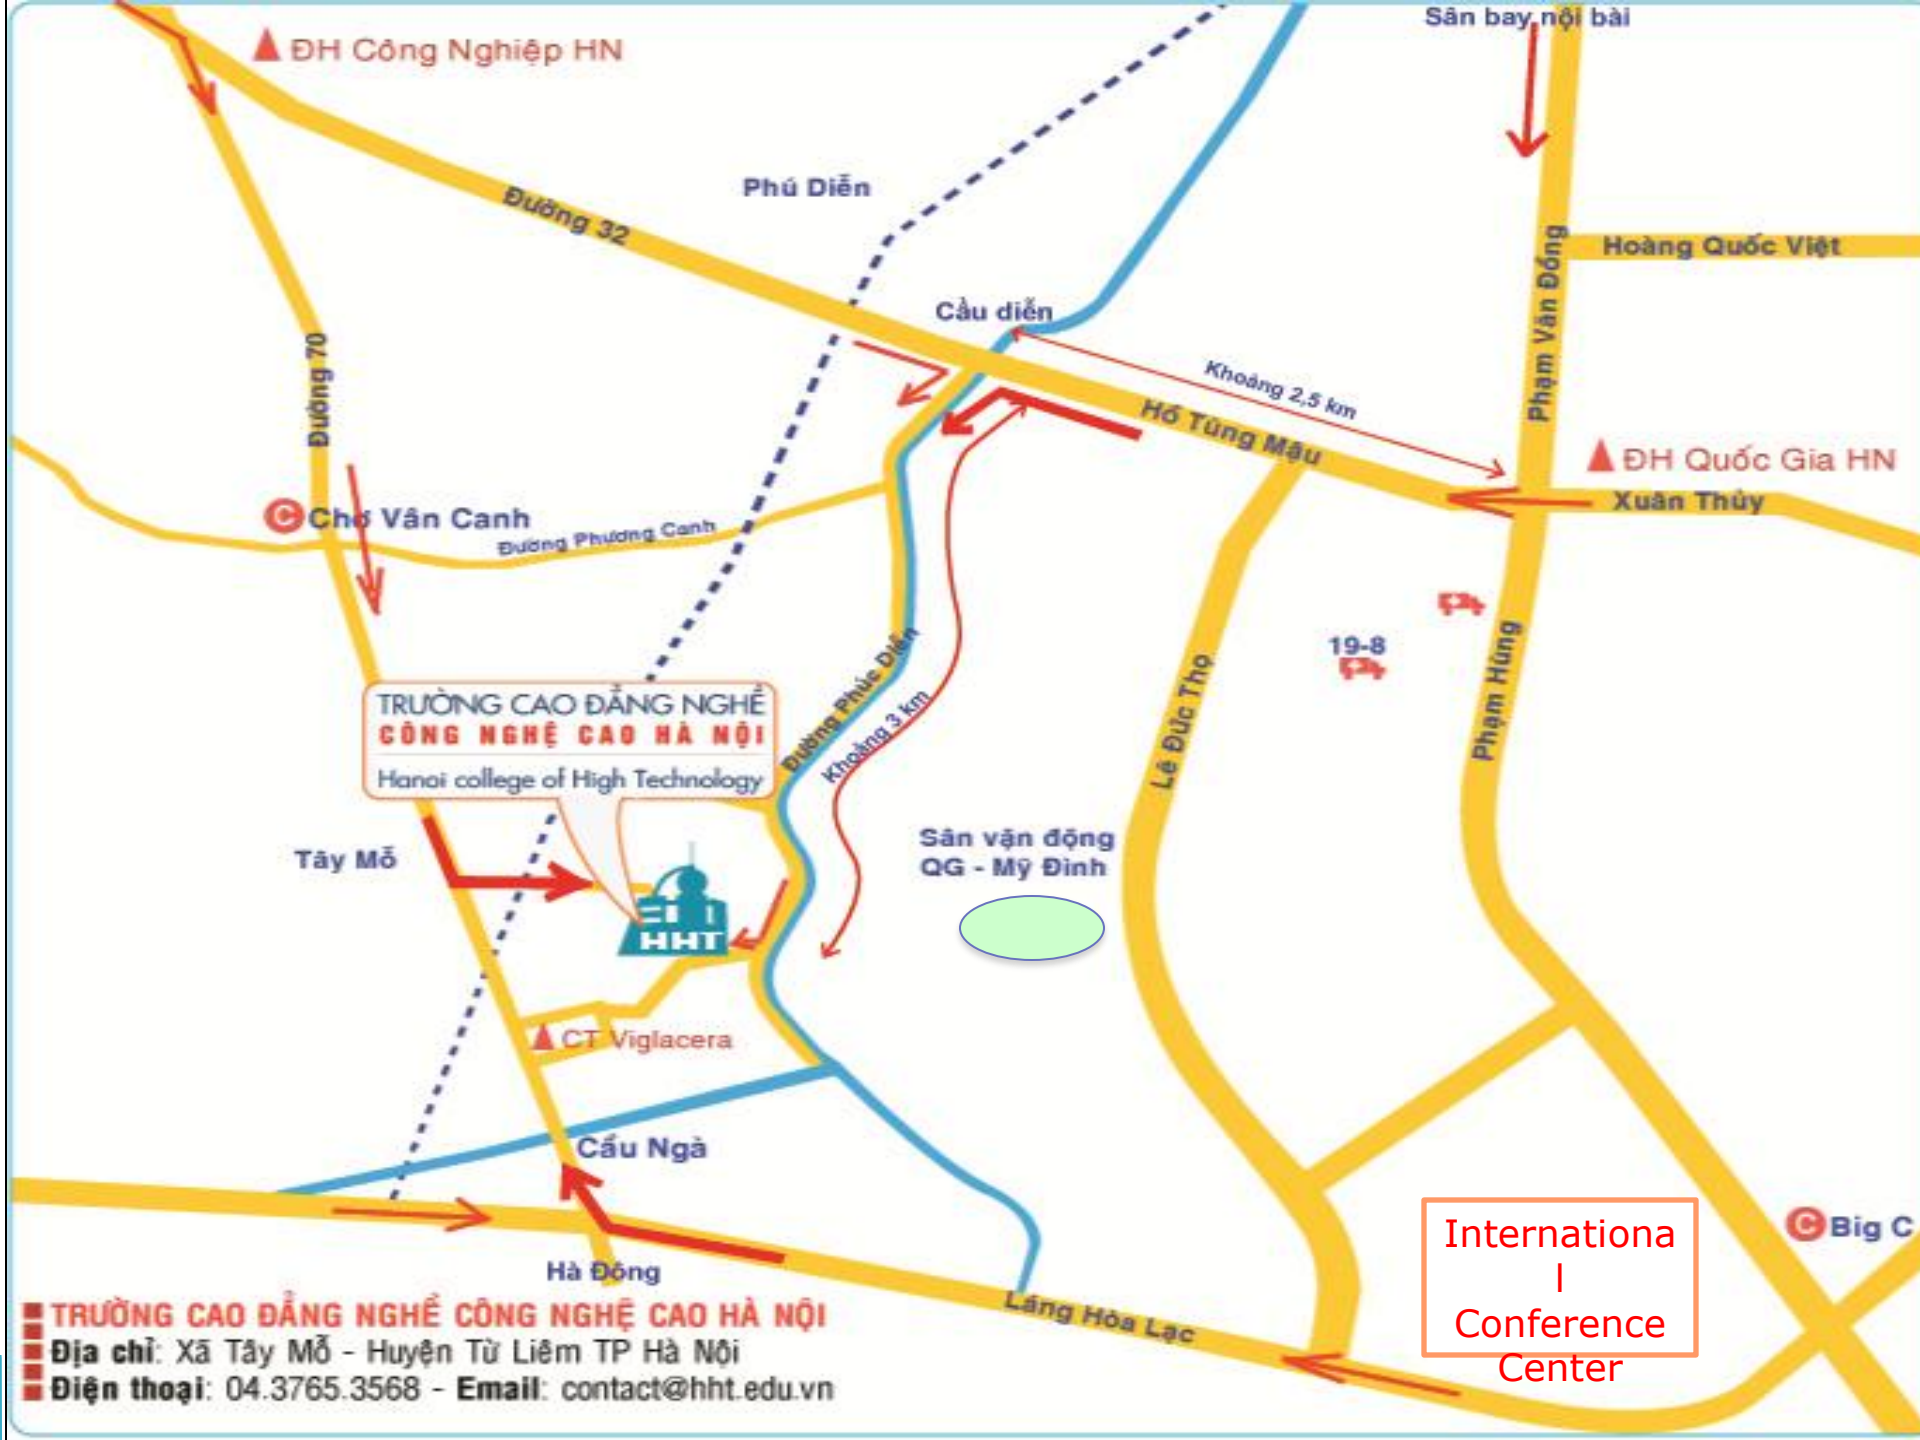 Sân bay nội bài
ĐH Công Nghiệp HN
Phú Diễn
Đường 32
Hoàng Quốc Việt
Phạm Văn Đồng
Cầu diễn
Khoảng 2,5 km
Hồ Tùng Mậu
Đường 70
ĐH Quốc Gia HN
Xuân Thủy
C Chợ Vân Canh
Đường Phương Canh
19-8
Phạm Hùng
Lê Đức Thọ
Đường Phúc Diễn
Khoảng 3 km
TRƯỜNG CAO ĐẲNG NGHỀ
CÔNG NGHỆ CAO HÀ NỘI
Hanoi college of High Technology
Tây Mỗ
Sân vận động
QG - Mỹ Đình
HHT
CT Viglacera
Cầu Ngà
C Big C
Internationa
l
Conference
Center
Hà Đông
Láng Hòa Lạc
TRƯỜNG CAO ĐẲNG NGHỀ CÔNG NGHỆ CAO HÀ NỘI
Địa chỉ: Xã Tây Mỗ - Huyện Từ Liêm TP Hà Nội
Điện thoại: 04.3765.3568 - Email: contact@hht.edu.vn